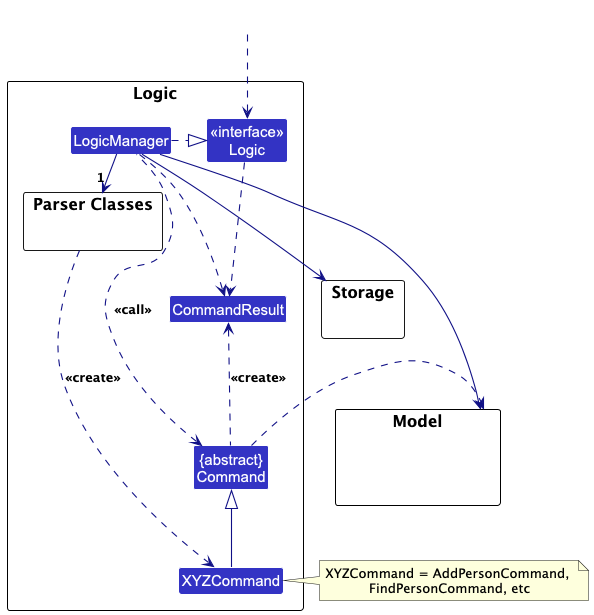 Logic
LogicManager
«interface»
Logic
1
Parser Classes
Storage
CommandResult
«call»
«create»
«create»
Model
{abstract}
Command
XYZCommand
XYZCommand = AddPersonCommand,
FindPersonCommand, etc